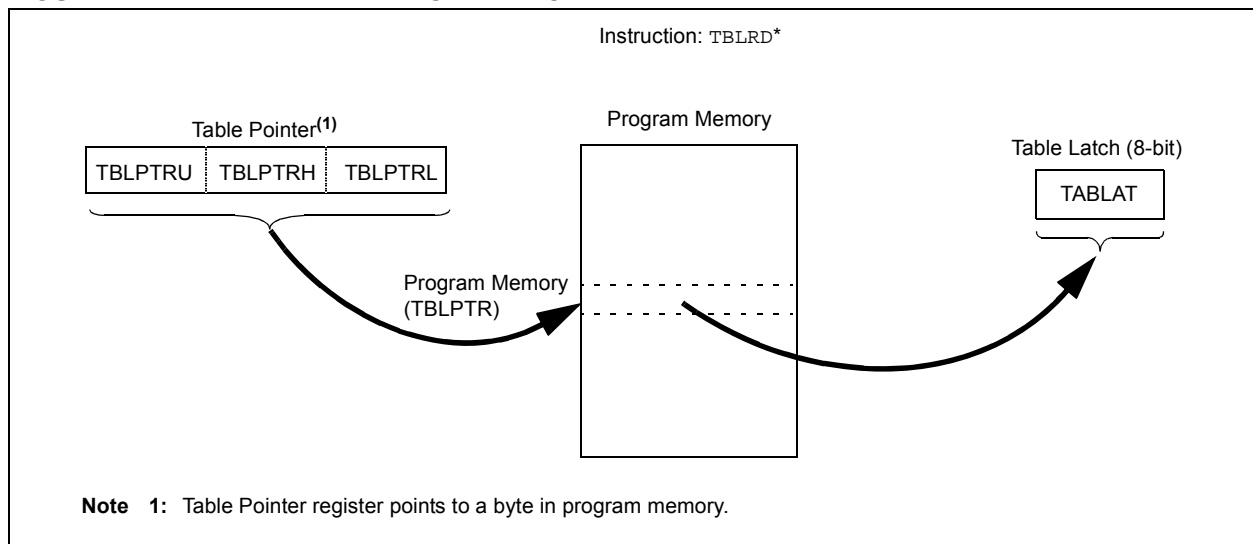 Instruction: TBLRD*
Table Pointer(1)
Program Memory
Table Latch (8-bit)
TBLPTRU TBLPTRH TBLPTRL
TABLAT
Program Memory
(TBLPTR)
Note 1: Table Pointer register points to a byte in program memory.